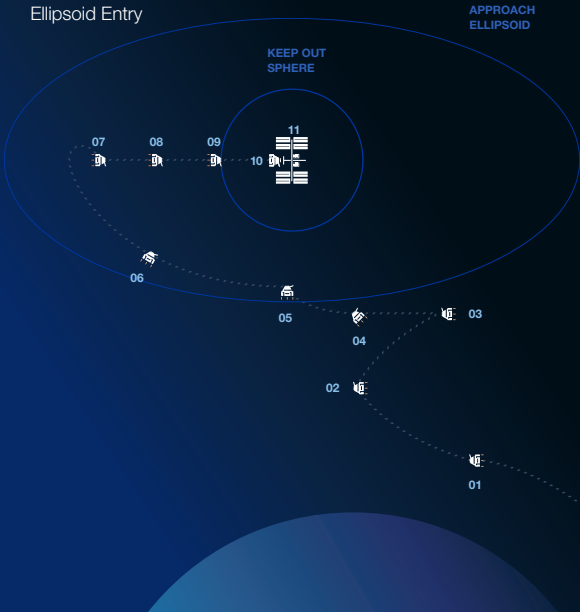 Ellipsoid Entry
APPROACH
ELLIPSOID
KEEP OUT
SPHERE
11
07
08
09
10
06
05
03
04
02
01